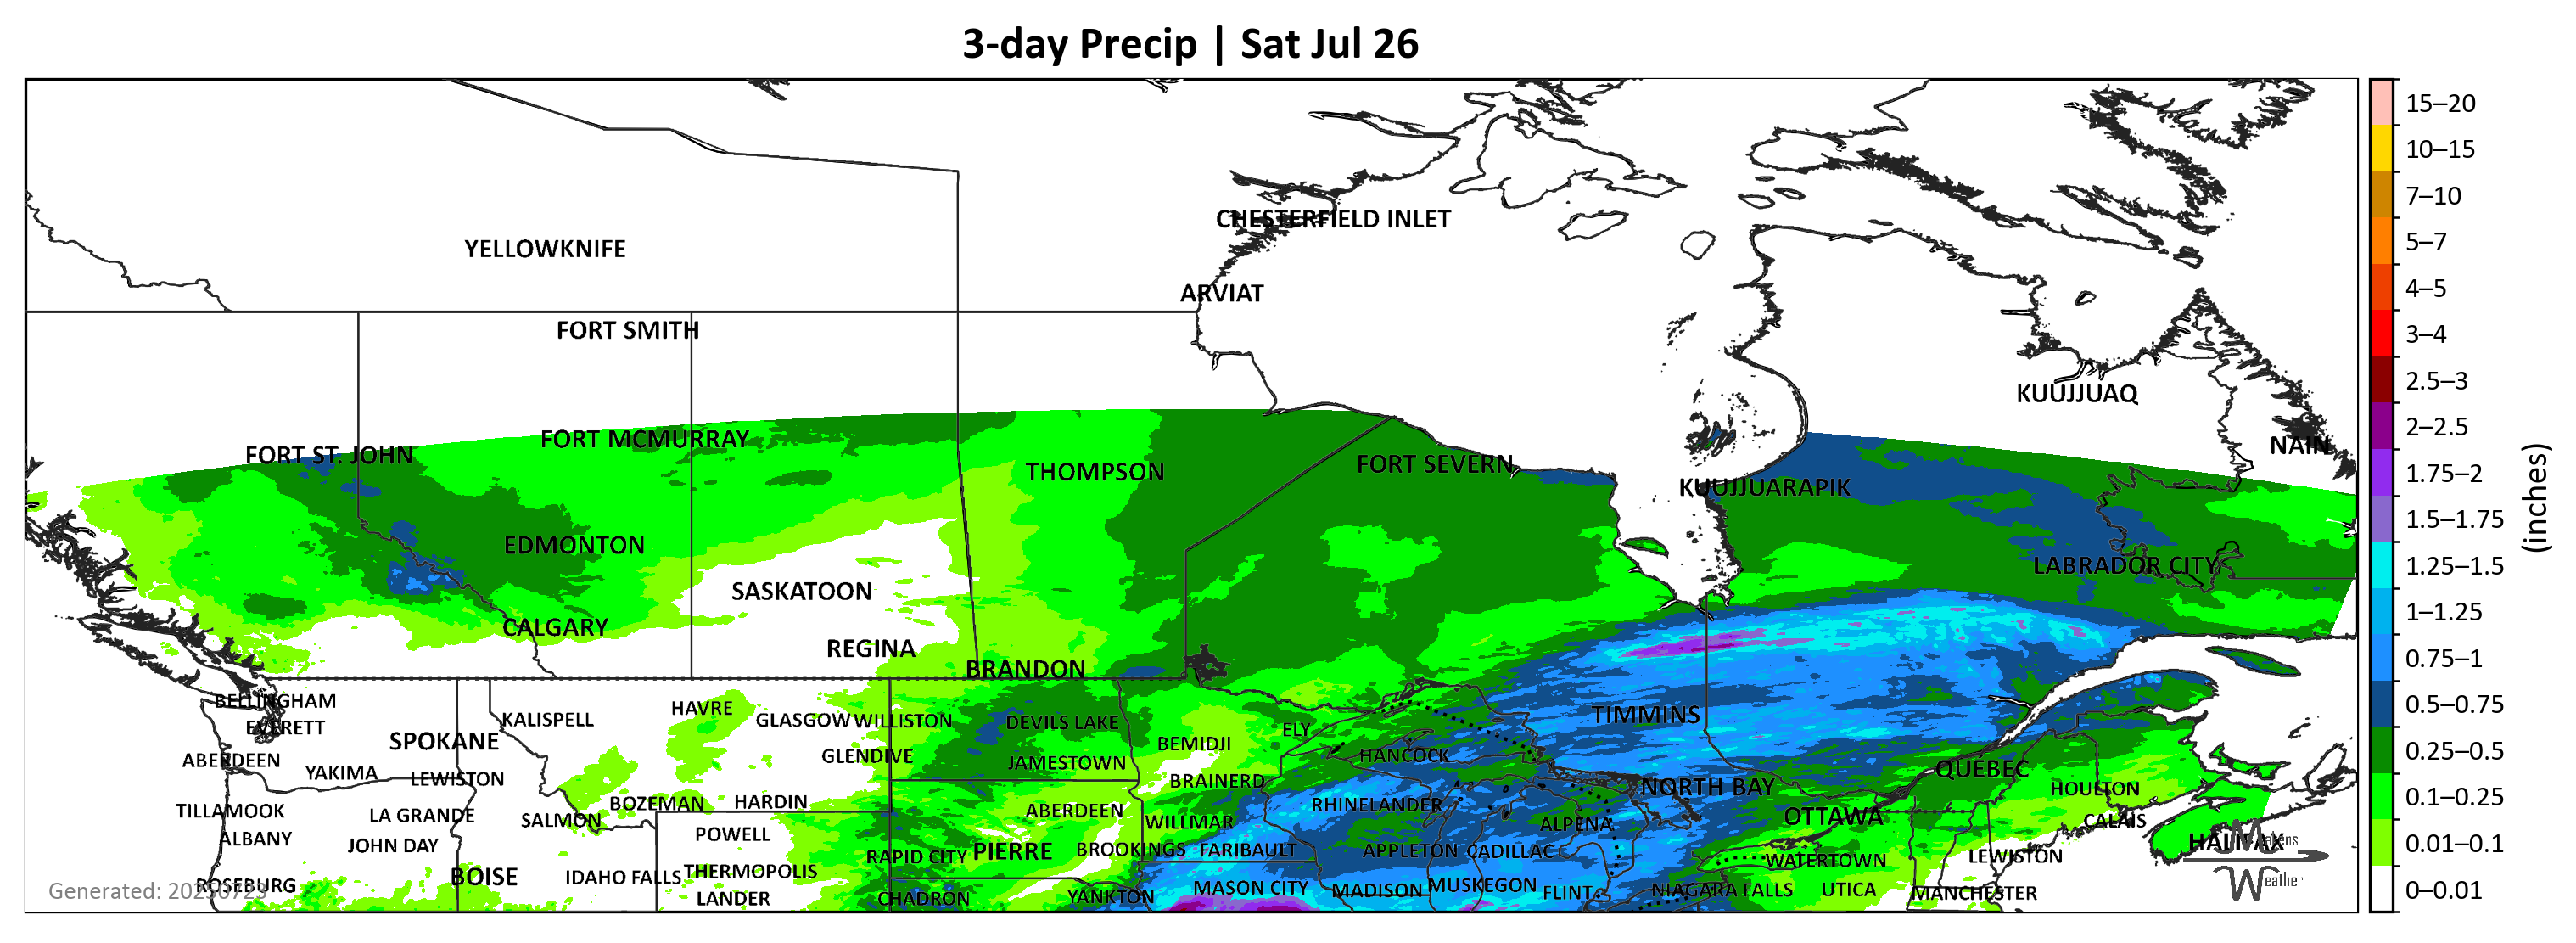 3-day Precip | Sat Jul 26
CHESTERFIELD INLET
YELLOWKNIFE
ARVIAT
FORT SMITH
KUUJJUAQ
FORT MCMURRAY
NAIN
FORT ST. JOHN
FORT SEVERN
THOMPSON
KUUJJUARAPIK
EDMONTON
LABRADOR CITY
SASKATOON
CALGARY
REGINA
BRANDON
BELLINGHAM
HAVRE
KALISPELL
GLASGOW WILLISTON
DEVILS LAKE
TIMMINS
EVERETT
ELY
SPOKANE
BEMIDJI
GLENDIVE
HANCOCK
ABERDEEN
JAMESTOWN
QUÉBEC
YAKIMA
LEWISTON
BRAINERD
NORTH BAY
HOULTON
BOZEMAN
HARDIN
RHINELANDER
TILLAMOOK
LA GRANDE
SALMON
ABERDEEN
WILLMAR
ALPENA
OTTAWA
CALAIS
ALBANY
JOHN DAY
POWELL
HALIFAX
Mavens
Weather
RAPID CITY
PIERRE
BROOKINGS
FARIBAULT
APPLETON
CADILLAC
WATERTOWN
LEWISTON
BOISE
IDAHO FALLS
THERMOPOLIS
ROSEBURG
Generated: 20250723
LANDER
CHADRON
YANKTON
MASON CITY
MADISON
MUSKEGON
FLINT
NIAGARA FALLS
UTICA
MANCHESTER
15–20
10–15
7–10
5–7
4–5
3–4
2.5–3
2–2.5
1.75–2
1.5–1.75
1.25–1.5
1–1.25
0.75–1
0.5–0.75
0.25–0.5
0.1–0.25
0.01–0.1
0–0.01
(inches)